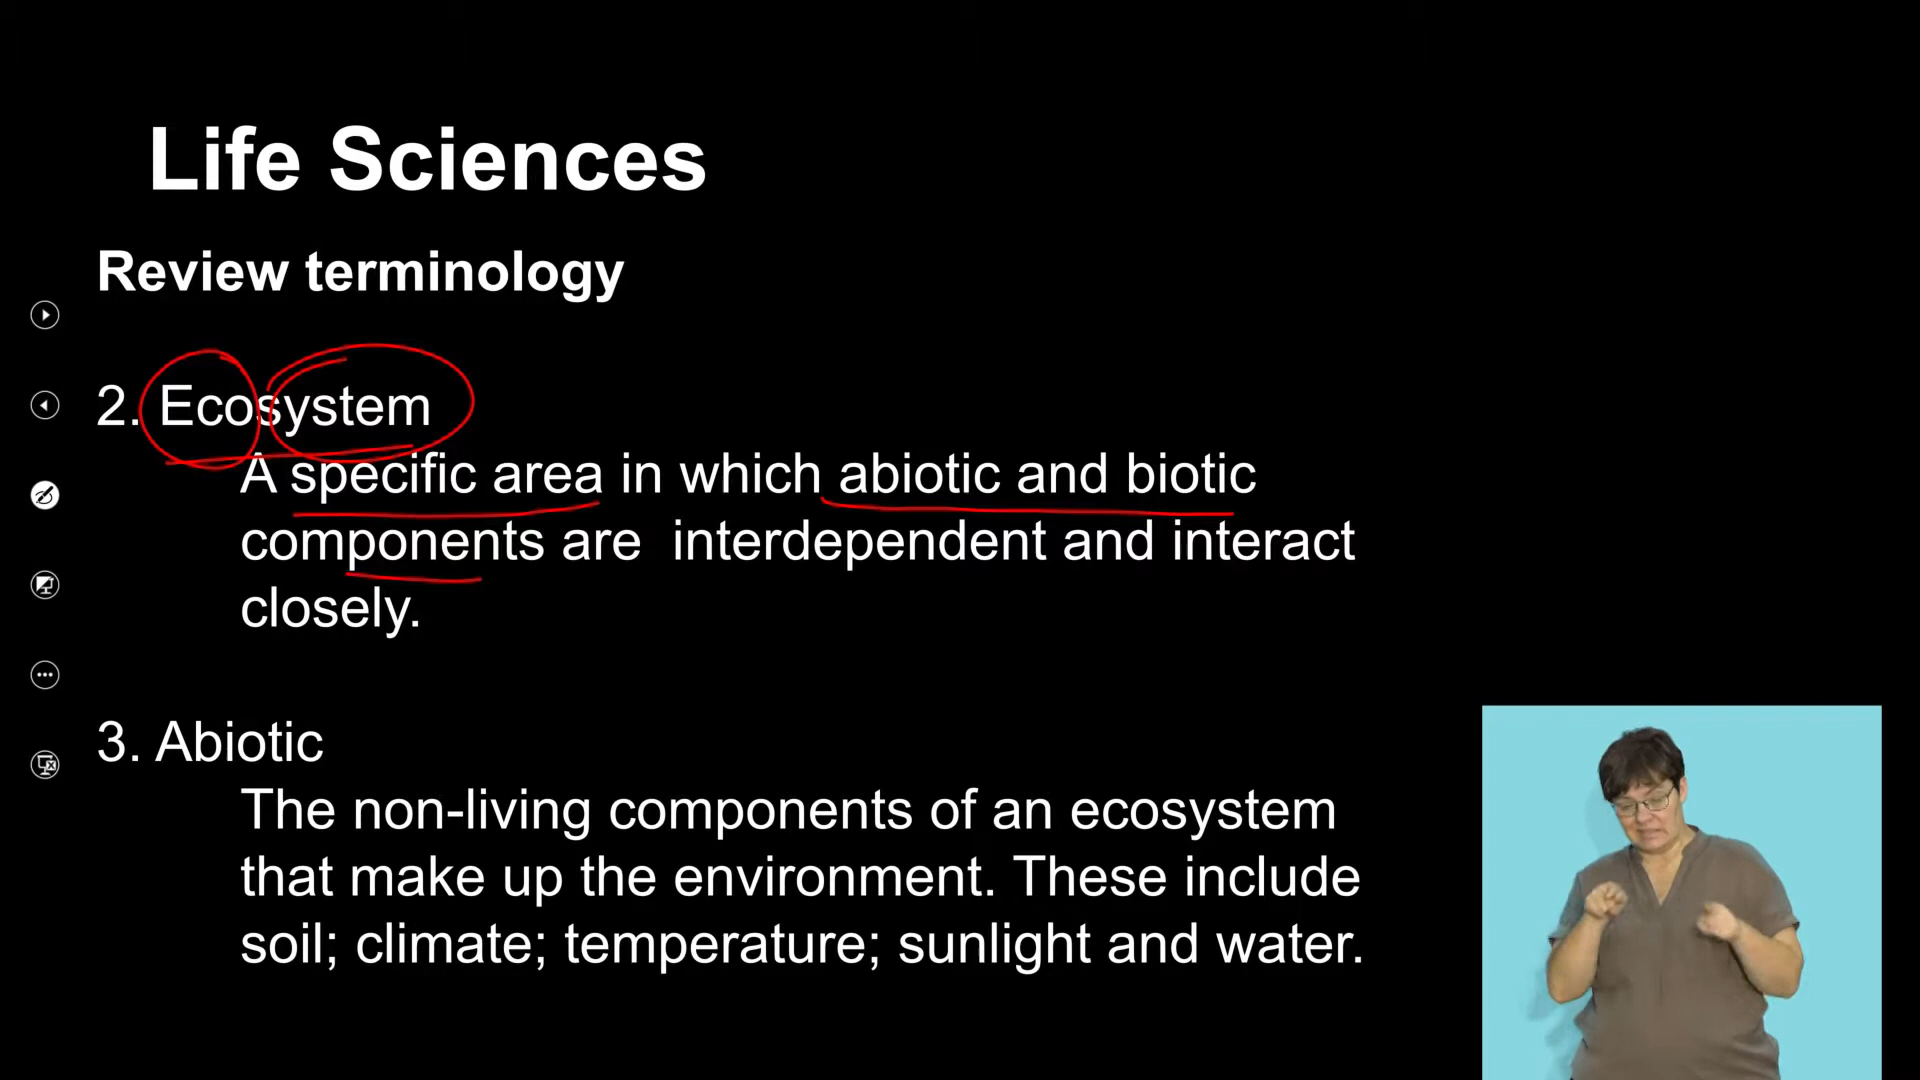 Life Sciences
Review terminology
2. Ecosystem
A specific area in which abiotic and biotic
components are interdependent and interact
closely.
3. Abiotic
The non-living components of an ecosystem
that make up the environment. These include
soil; climate; temperature; sunlight and water.